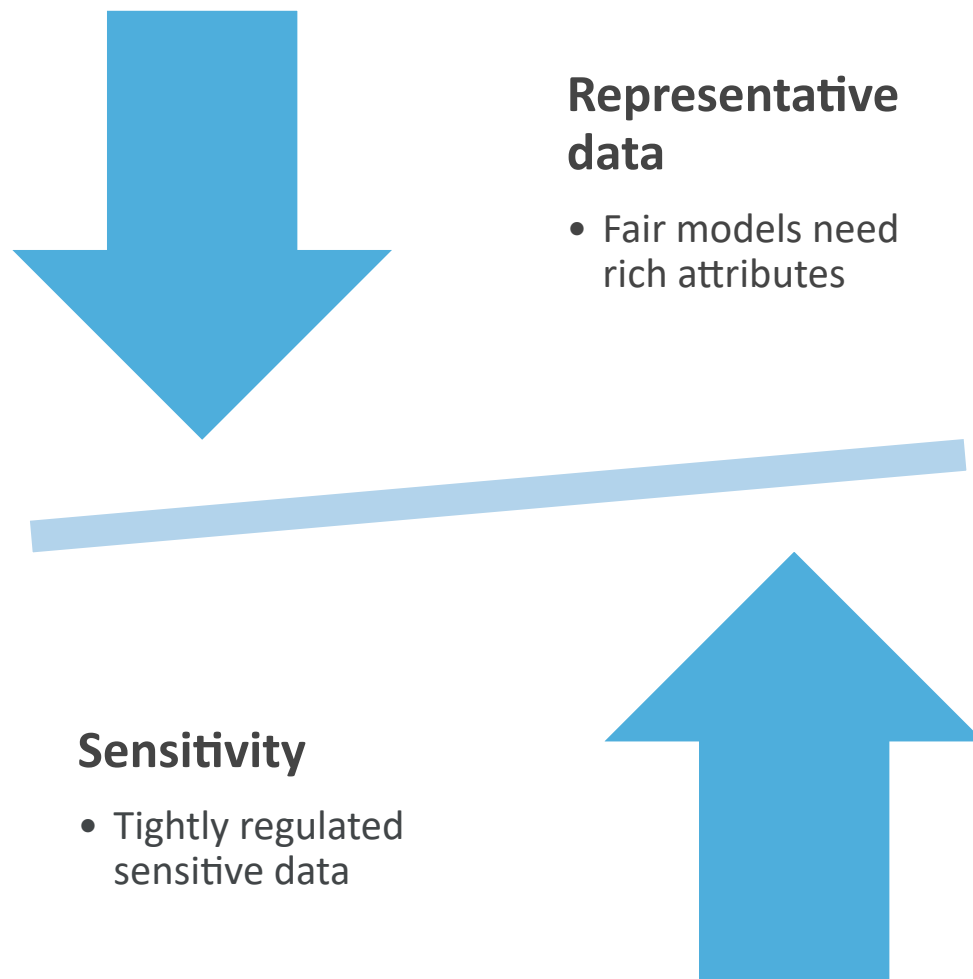 Representative
data
• Fair models need
rich attributes
Sensitivity
• Tightly regulated
sensitive data